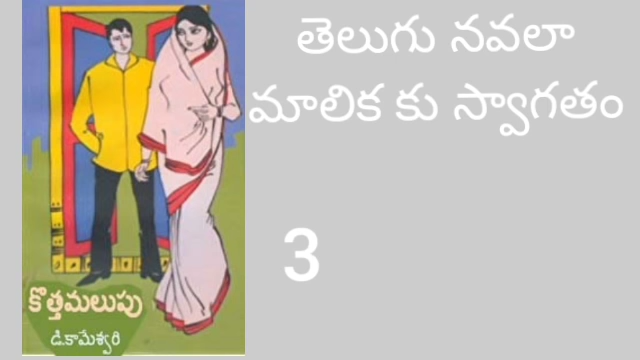 తెలుగు నవలా
మాలిక కు స్వాగతం
3
కొత్తమలుపు
డి.కామేశ్వరి